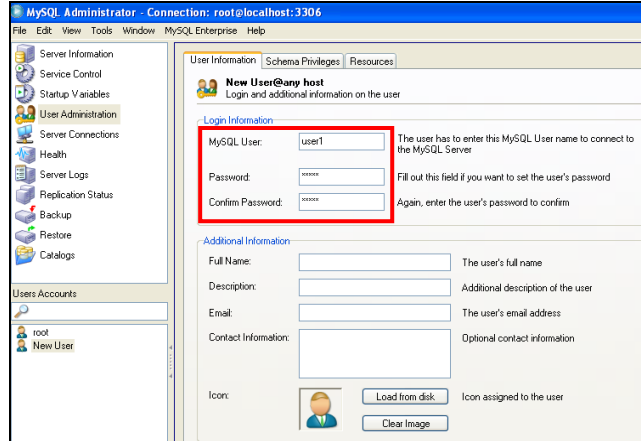 MySQL Administrator - Connection: root@localhost:3306
File Edit View Tools Window MySQL Enterprise Help
Server Information
Service Control
Startup Variables
User Administration
Server Connections
Health
Server Logs
Replication Status
Backup
Restore
Catalogs
Users Accounts
root
New User
User Information Schema Privileges Resources
New User@any host
Login and additional information on the user
Login Information
MySQL User: user1 The user has to enter this MySQL User name to connect to
the MySQL Server
Password: xxxxx Fill out this field if you want to set the user's password
Confirm Password: xxxxx Again, enter the user's password to confirm
Additional Information
Full Name: The user's full name
Description: Additional description of the user
Email: The user's email address
Contact Information: Optional contact information
Icon: Load from disk Icon assigned to the user
Clear Image